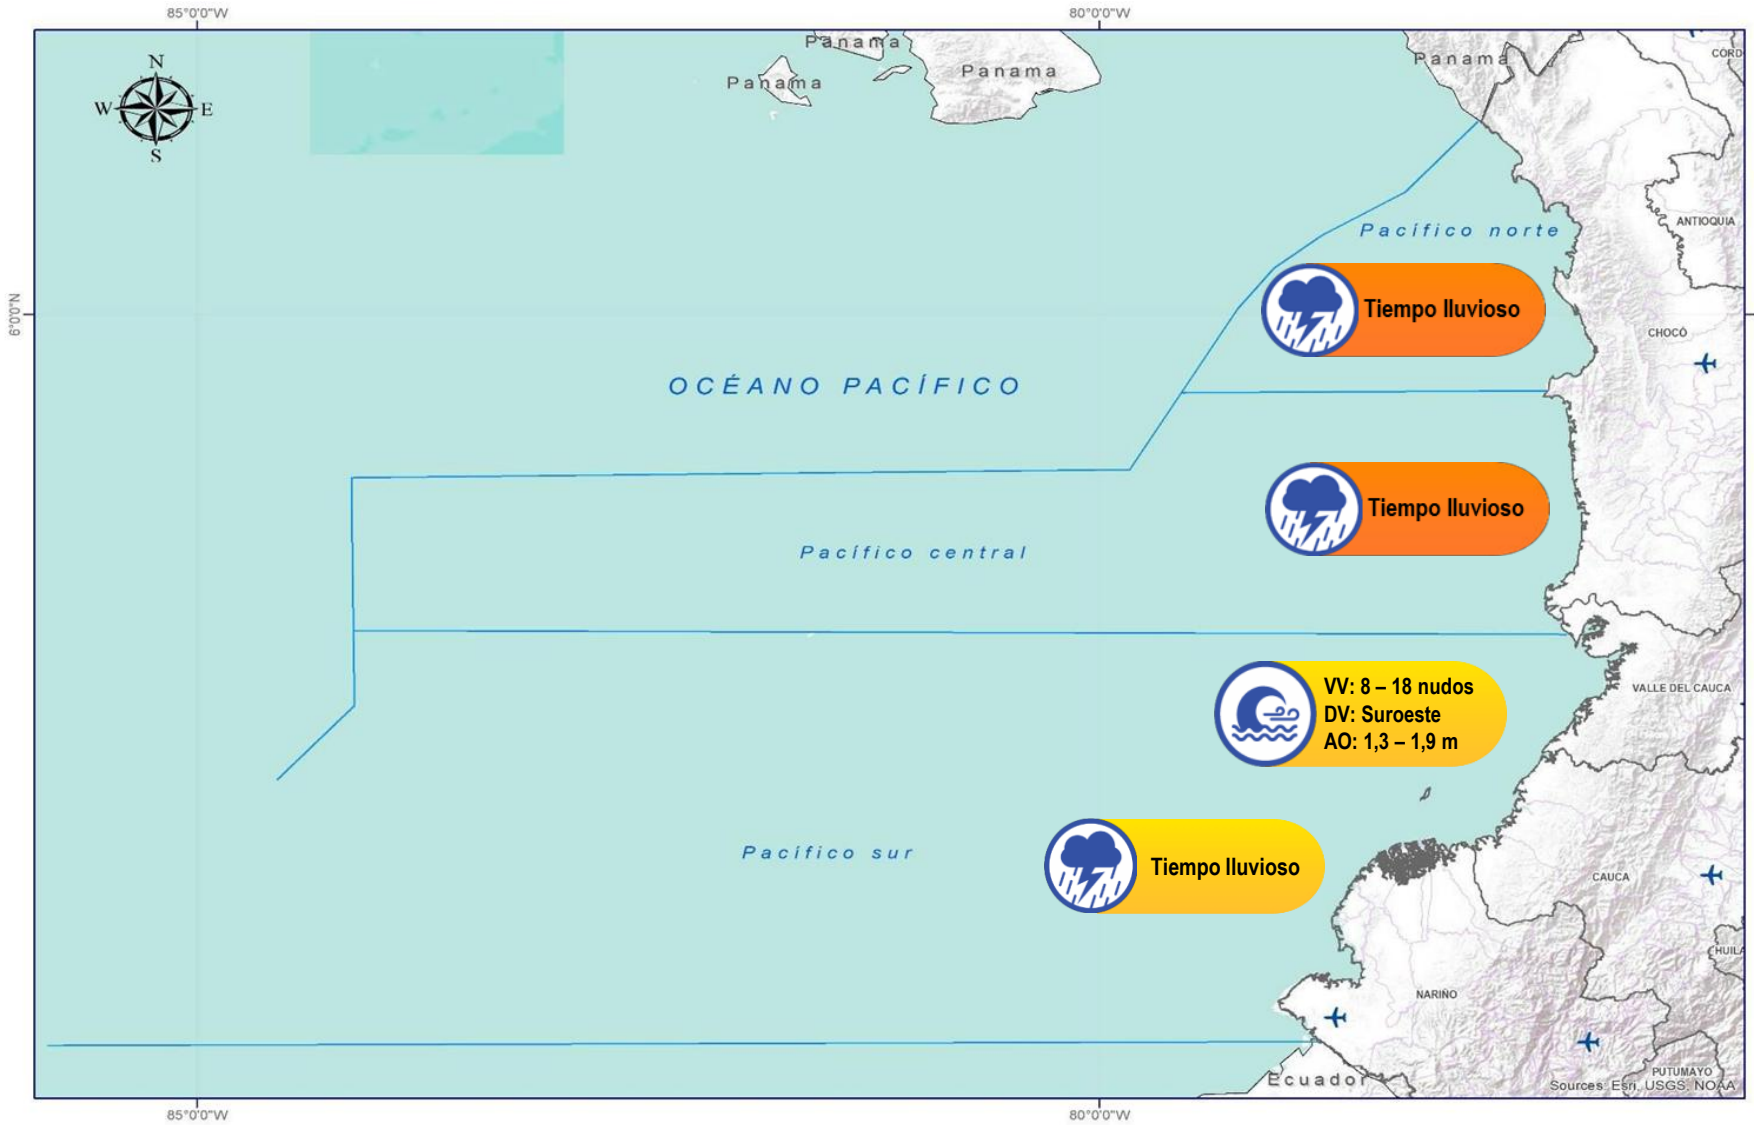 85°0'0"W
80°0'0"W
N
W
E
S
Panama
Panama
Panama
Panama
CORD
ANTIOQUIA
Pacífico norte
6°0'0"N
Tiempo lluvioso
CHOCÓ
OCÉANO PACÍFICO
Tiempo lluvioso
Pacífico central
VV: 8 – 18 nudos
DV: Suroeste
AO: 1,3 – 1,9 m
VALLE DEL CAUCA
Pacífico sur
Tiempo lluvioso
CAUCA
HUILA
NARIÑO
Ecuador
PUTUMAYO
Sources: Esri, USGS, NOAA
85°0'0"W
80°0'0"W